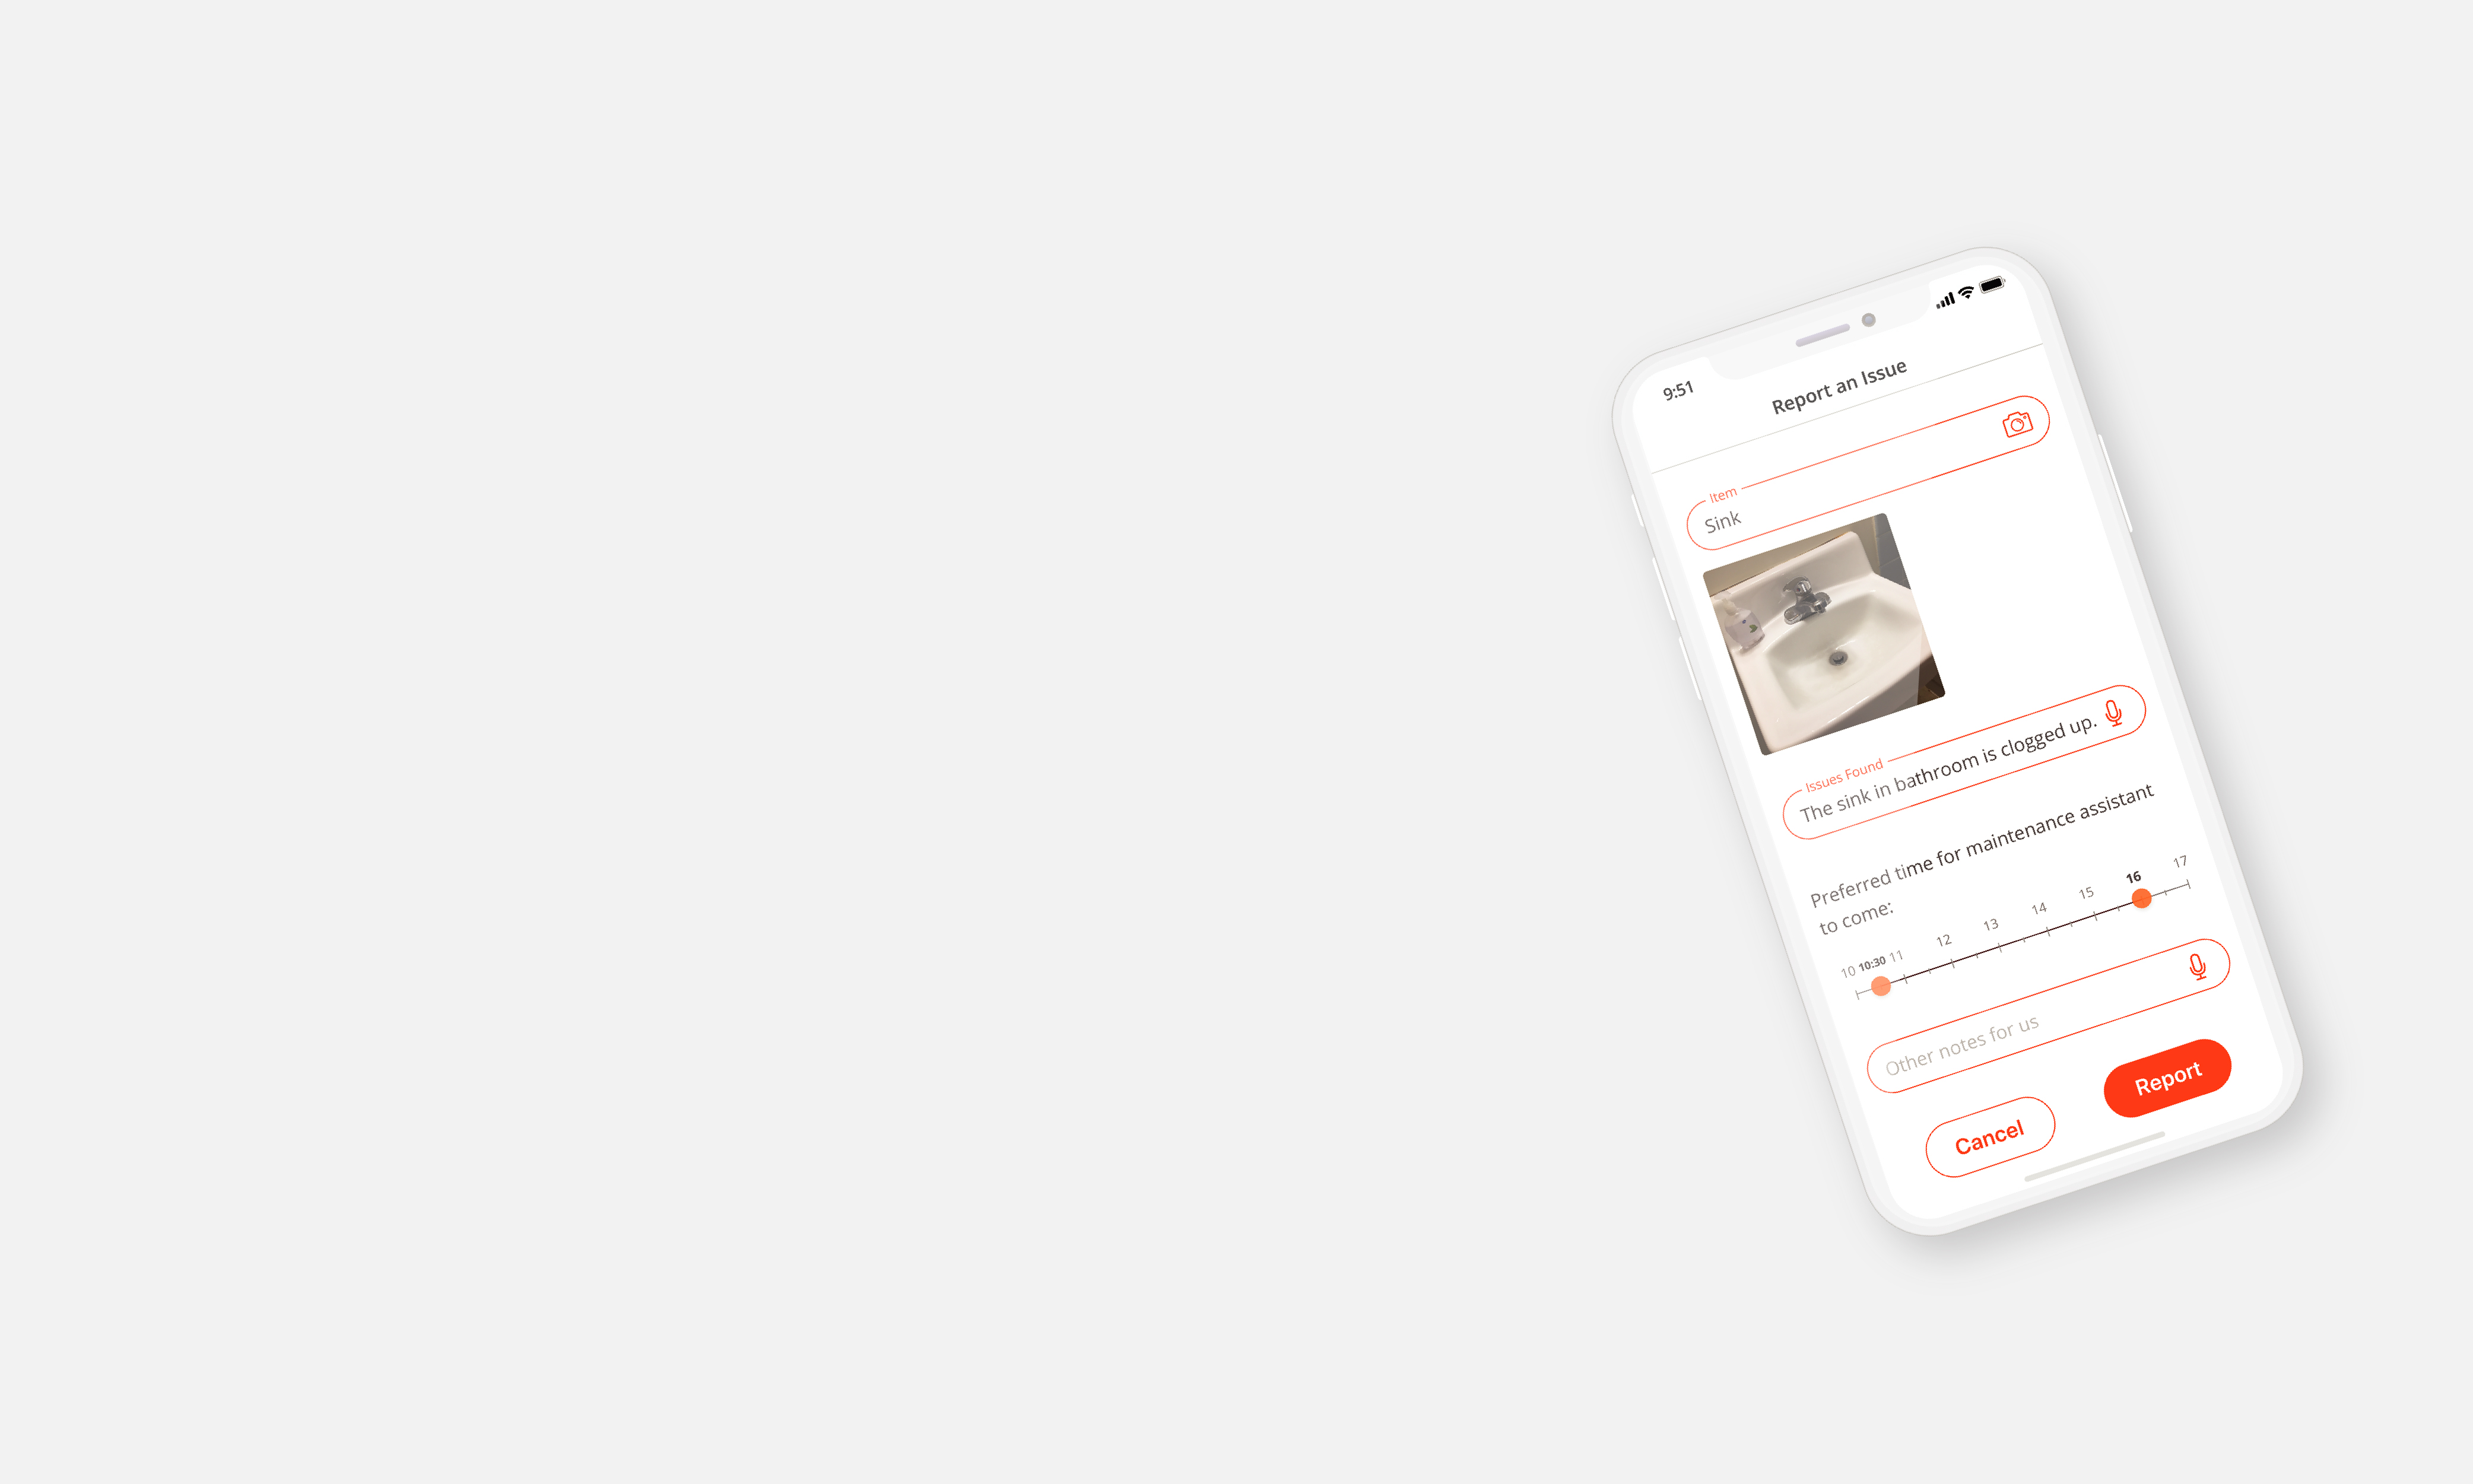 9:51
Report an Issue
Item
Sink
Issues Found
The sink in bathroom is clogged up.
Preferred time for maintenance assistant
to come:
10 10:30 11 12 13 14 15 16 17
Other notes for us
Cancel Report